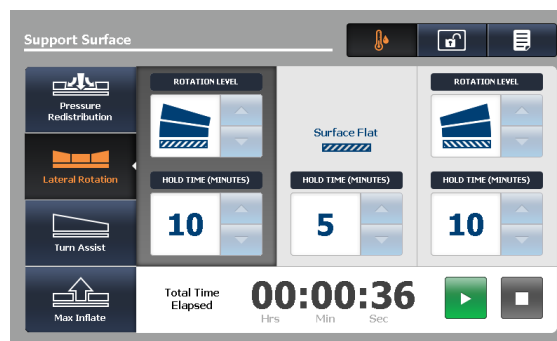 Support Surface
Pressure
Redistribution
Lateral Rotation
Turn Assist
Max Inflate
ROTATION LEVEL
HOLD TIME (MINUTES)
10
Surface Flat
HOLD TIME (MINUTES)
5
ROTATION LEVEL
HOLD TIME (MINUTES)
10
Total Time
Elapsed
00:00:36
Hrs Min Sec